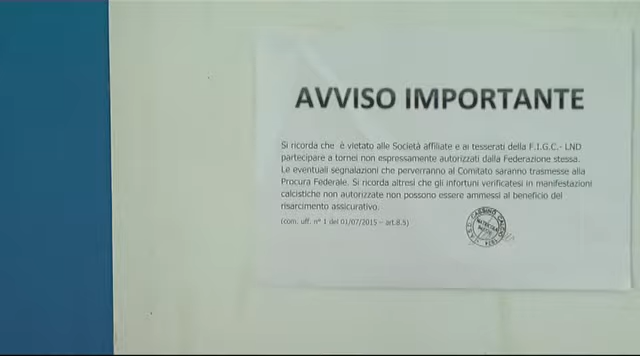 AVVISO IMPORTANTE
Si ricorda che è vietato alle Società affiliate e ai tesserati della F.I.G.C.- LND
partecipare a tornei non espressamente autorizzati dalla Federazione stessa.
Le eventuali segnalazioni che perverranno al Comitato saranno trasmesse alla
Procura Federale. Si ricorda altresì che gli infortuni verificatesi in manifestazioni
calcistiche non autorizzate non possono essere ammessi al beneficio del
risarcimento assicurativo.
(com. uff. n° 1 del 01/07/2015 – art.8.5)
CASSINO CALCIO